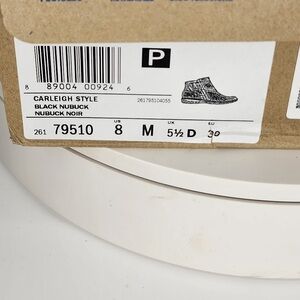 P
8 89004 00924 6
CARLEIGH STYLE
BLACK NUBUCK
NUBUCK NOIR
261795104055
US UK EU
261 79510 8 M 5½ D 39